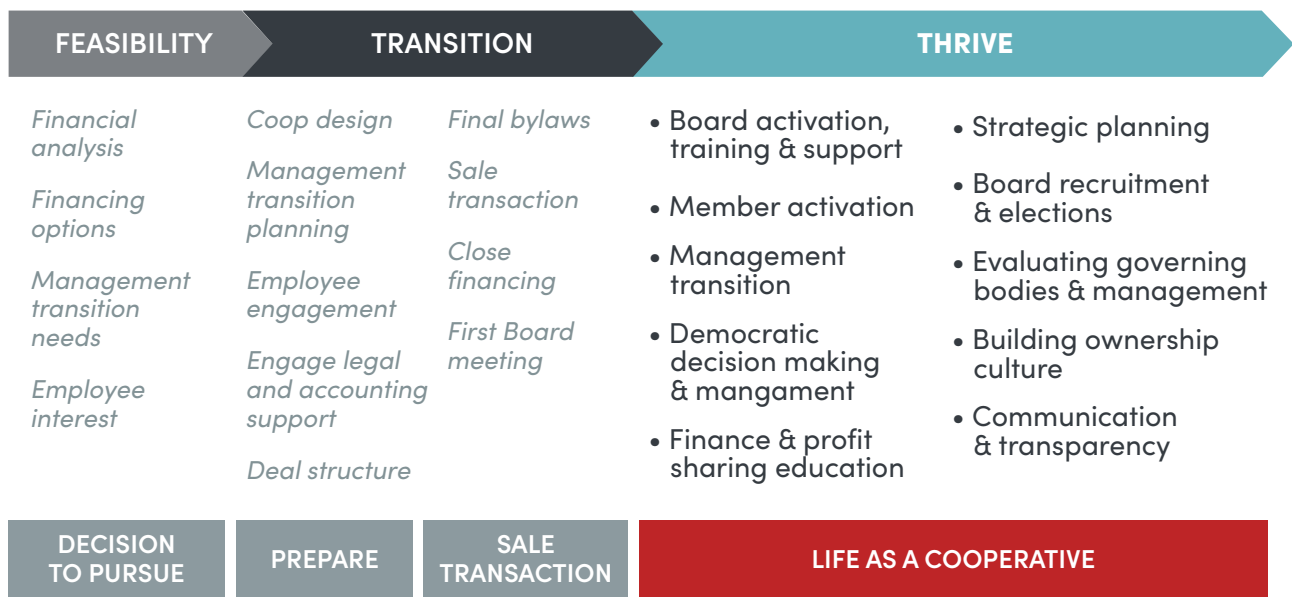 FEASIBILITY
TRANSITION
THRIVE
Financial
analysis
Financing
options
Management
transition
needs
Employee
interest
Coop design
Management
transition
planning
Employee
engagement
Engage legal
and accounting
support
Deal structure
Final bylaws
Sale
transaction
Close
financing
First Board
meeting
• Board activation,
training & support
• Member activation
• Management
transition
• Democratic
decision making
& mangament
• Finance & profit
sharing education
• Strategic planning
• Board recruitment
& elections
• Evaluating governing
bodies & management
• Building ownership
culture
• Communication
& transparency
DECISION
TO PURSUE
PREPARE
SALE
TRANSACTION
LIFE AS A COOPERATIVE